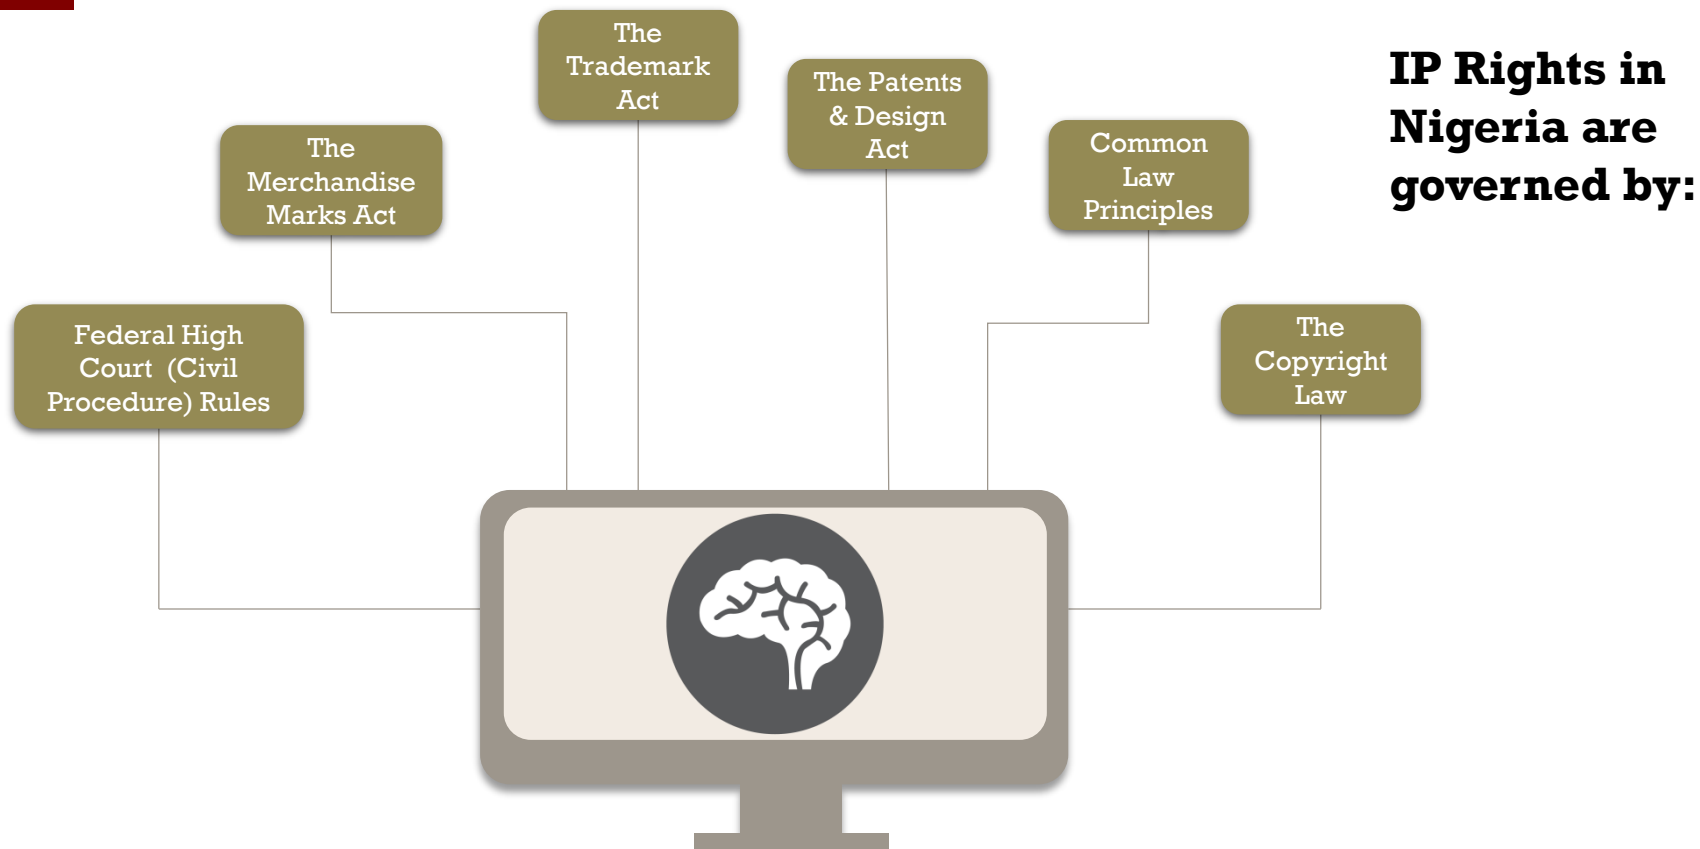 IP Rights in
Nigeria are
governed by:
The
Trademark
Act
The Patents
& Design
Act
The
Merchandise
Marks Act
Common
Law
Principles
Federal High
Court (Civil
Procedure) Rules
The
Copyright
Law